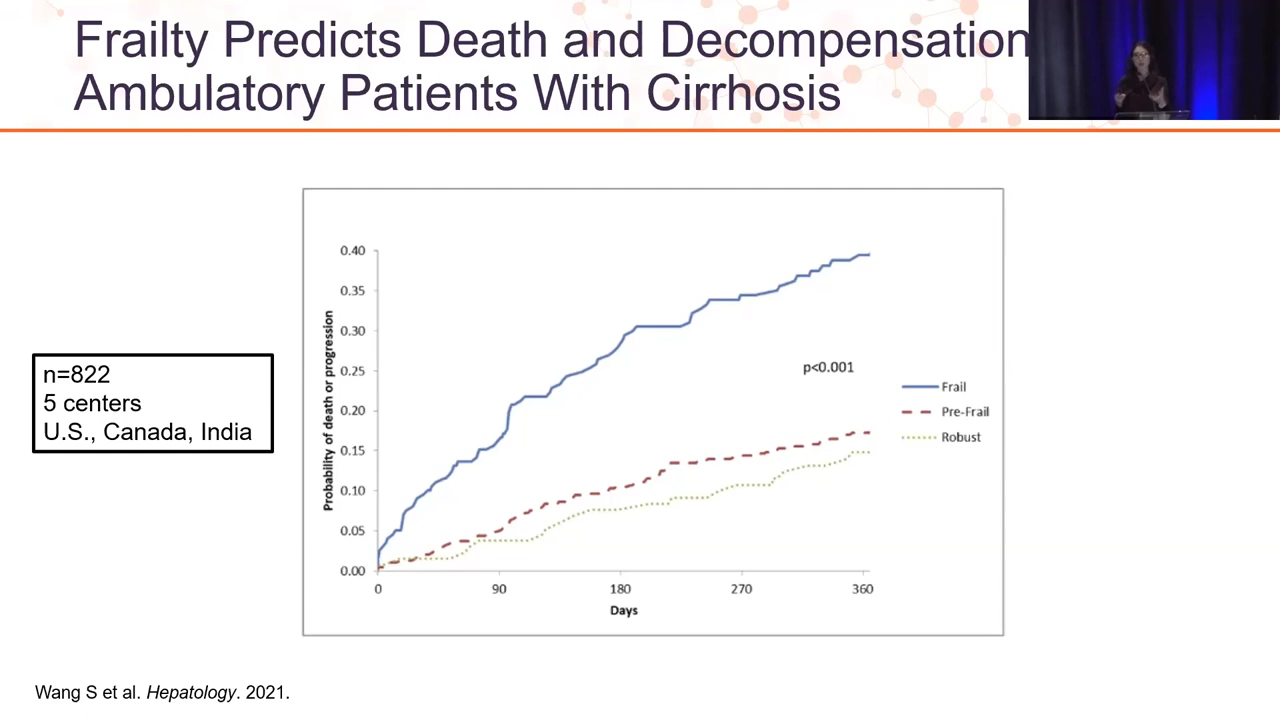 Frailty Predicts Death and Decompensation
Ambulatory Patients With Cirrhosis
n=822
5 centers
U.S., Canada, India
Probability of death or progression
0.40
0.35
0.30
0.25
0.20
0.15
0.10
0.05
0.00
0
90
180
270
360
Days
p<0.001
Frail
Pre-Frail
Robust
Wang S et al. Hepatology. 2021.